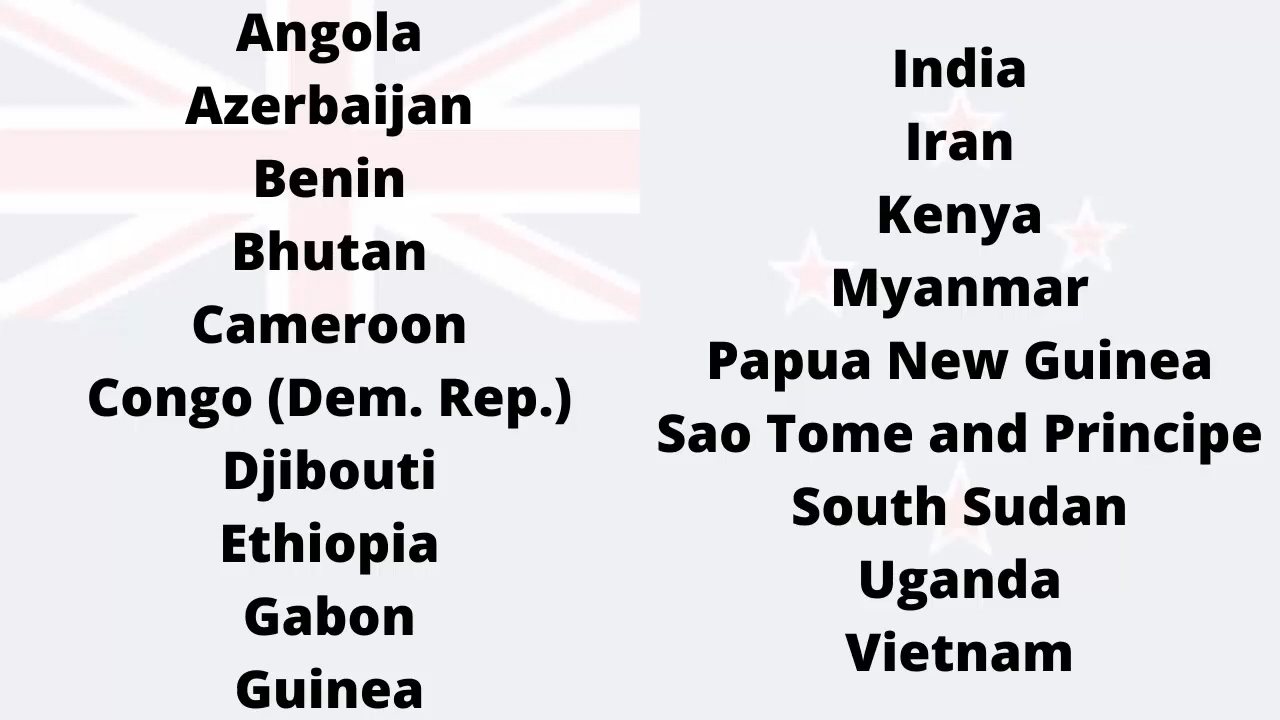 Angola
Azerbaijan
Benin
Bhutan
Cameroon
Congo (Dem. Rep.)
Djibouti
Ethiopia
Gabon
Guinea
India
Iran
Kenya
Myanmar
Papua New Guinea
Sao Tome and Principe
South Sudan
Uganda
Vietnam